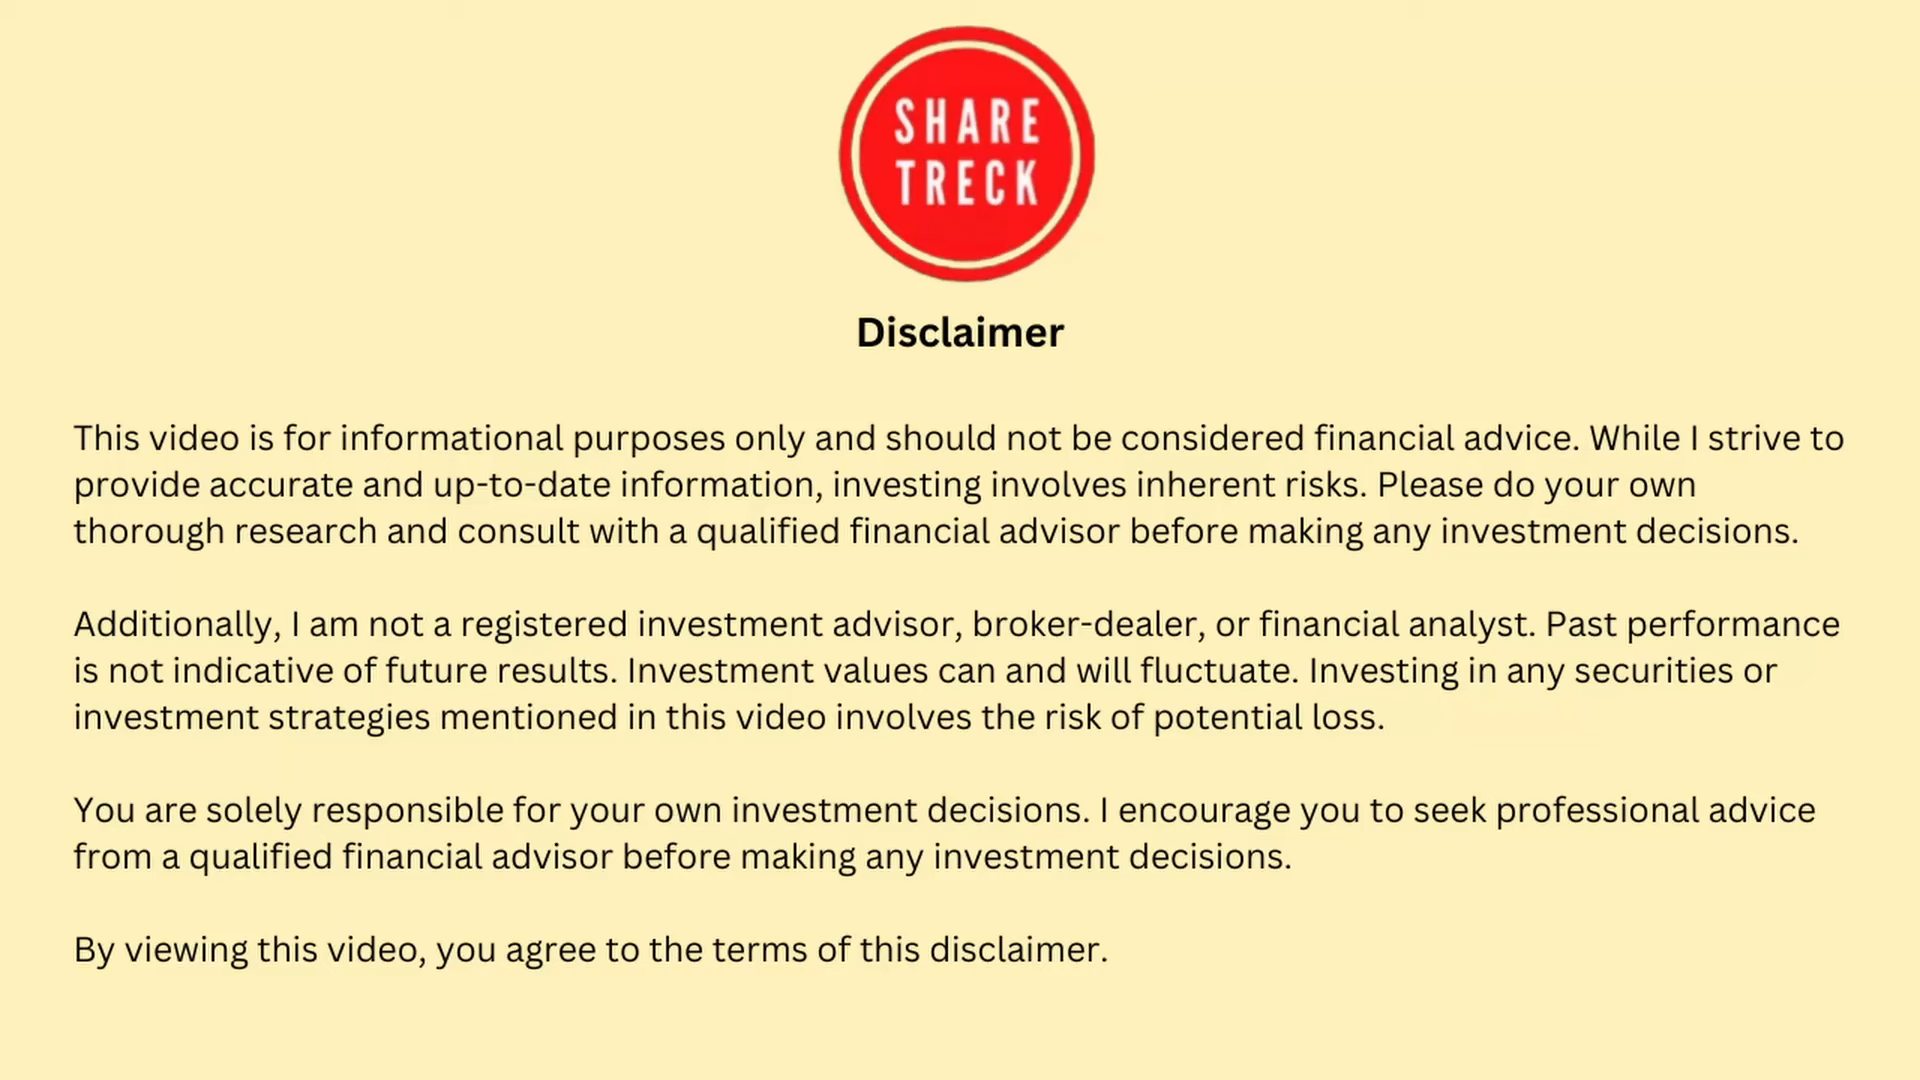 SHARE
TRECK
Disclaimer
This video is for informational purposes only and should not be considered financial advice. While I strive to
provide accurate and up-to-date information, investing involves inherent risks. Please do your own
thorough research and consult with a qualified financial advisor before making any investment decisions.
Additionally, I am not a registered investment advisor, broker-dealer, or financial analyst. Past performance
is not indicative of future results. Investment values can and will fluctuate. Investing in any securities or
investment strategies mentioned in this video involves the risk of potential loss.
You are solely responsible for your own investment decisions. I encourage you to seek professional advice
from a qualified financial advisor before making any investment decisions.
By viewing this video, you agree to the terms of this disclaimer.